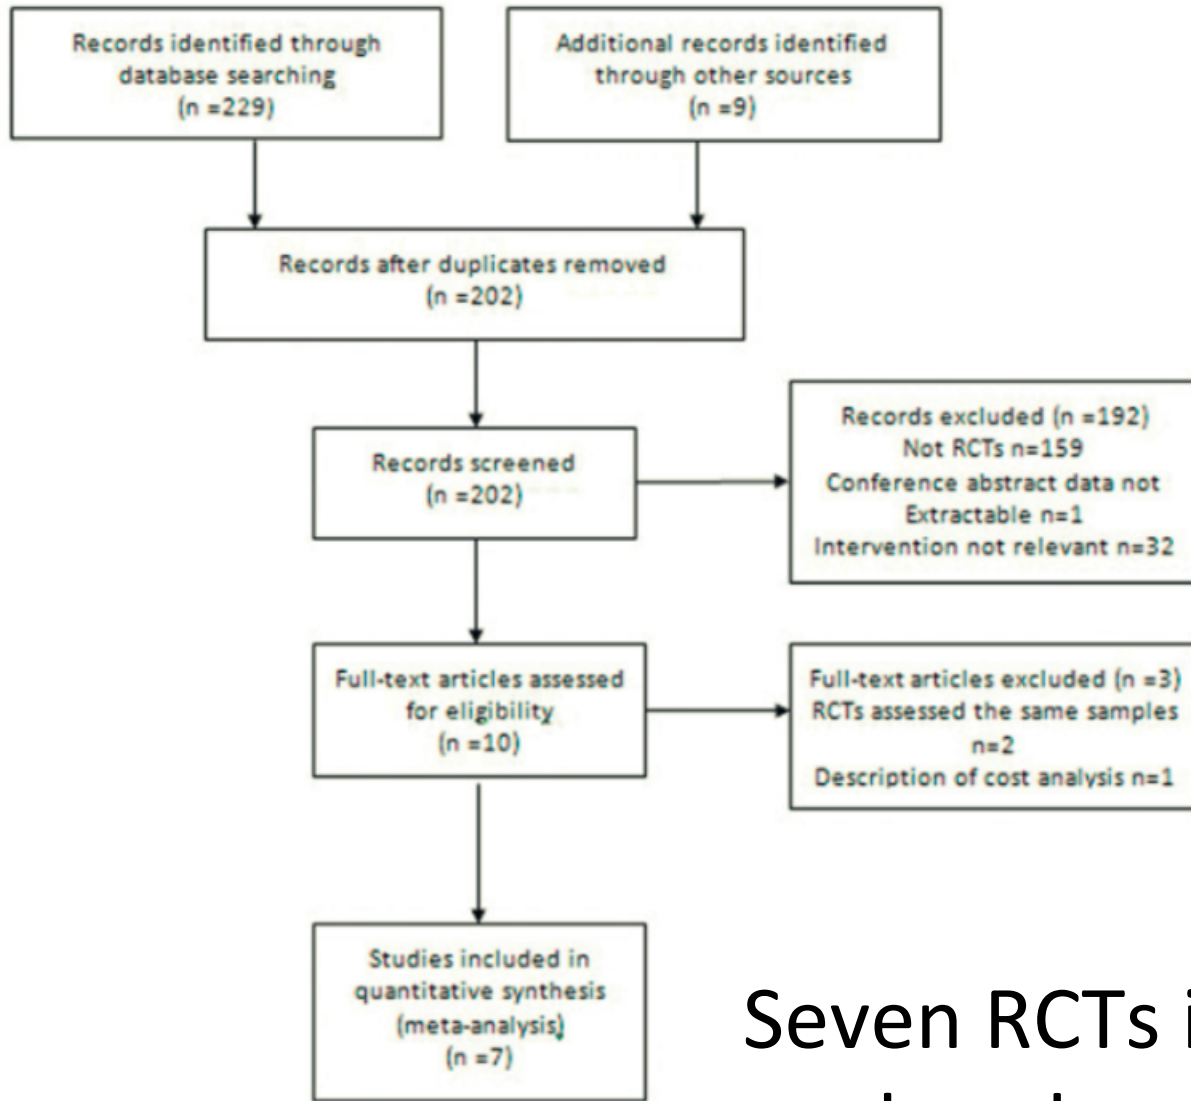 Records identified through
database searching
(n =229)
Additional records identified
through other sources
(n =9)
Records after duplicates removed
(n =202)
Records screened
(n =202)
Records excluded (n =192)
Not RCTs n=159
Conference abstract data not
Extractable n=1
Intervention not relevant n=32
Full-text articles assessed
for eligibility
(n =10)
Full-text articles excluded (n =3)
RCTs assessed the same samples
n=2
Description of cost analysis n=1
Studies included in
quantitative synthesis
(meta-analysis)
(n =7)
Seven RCTs i